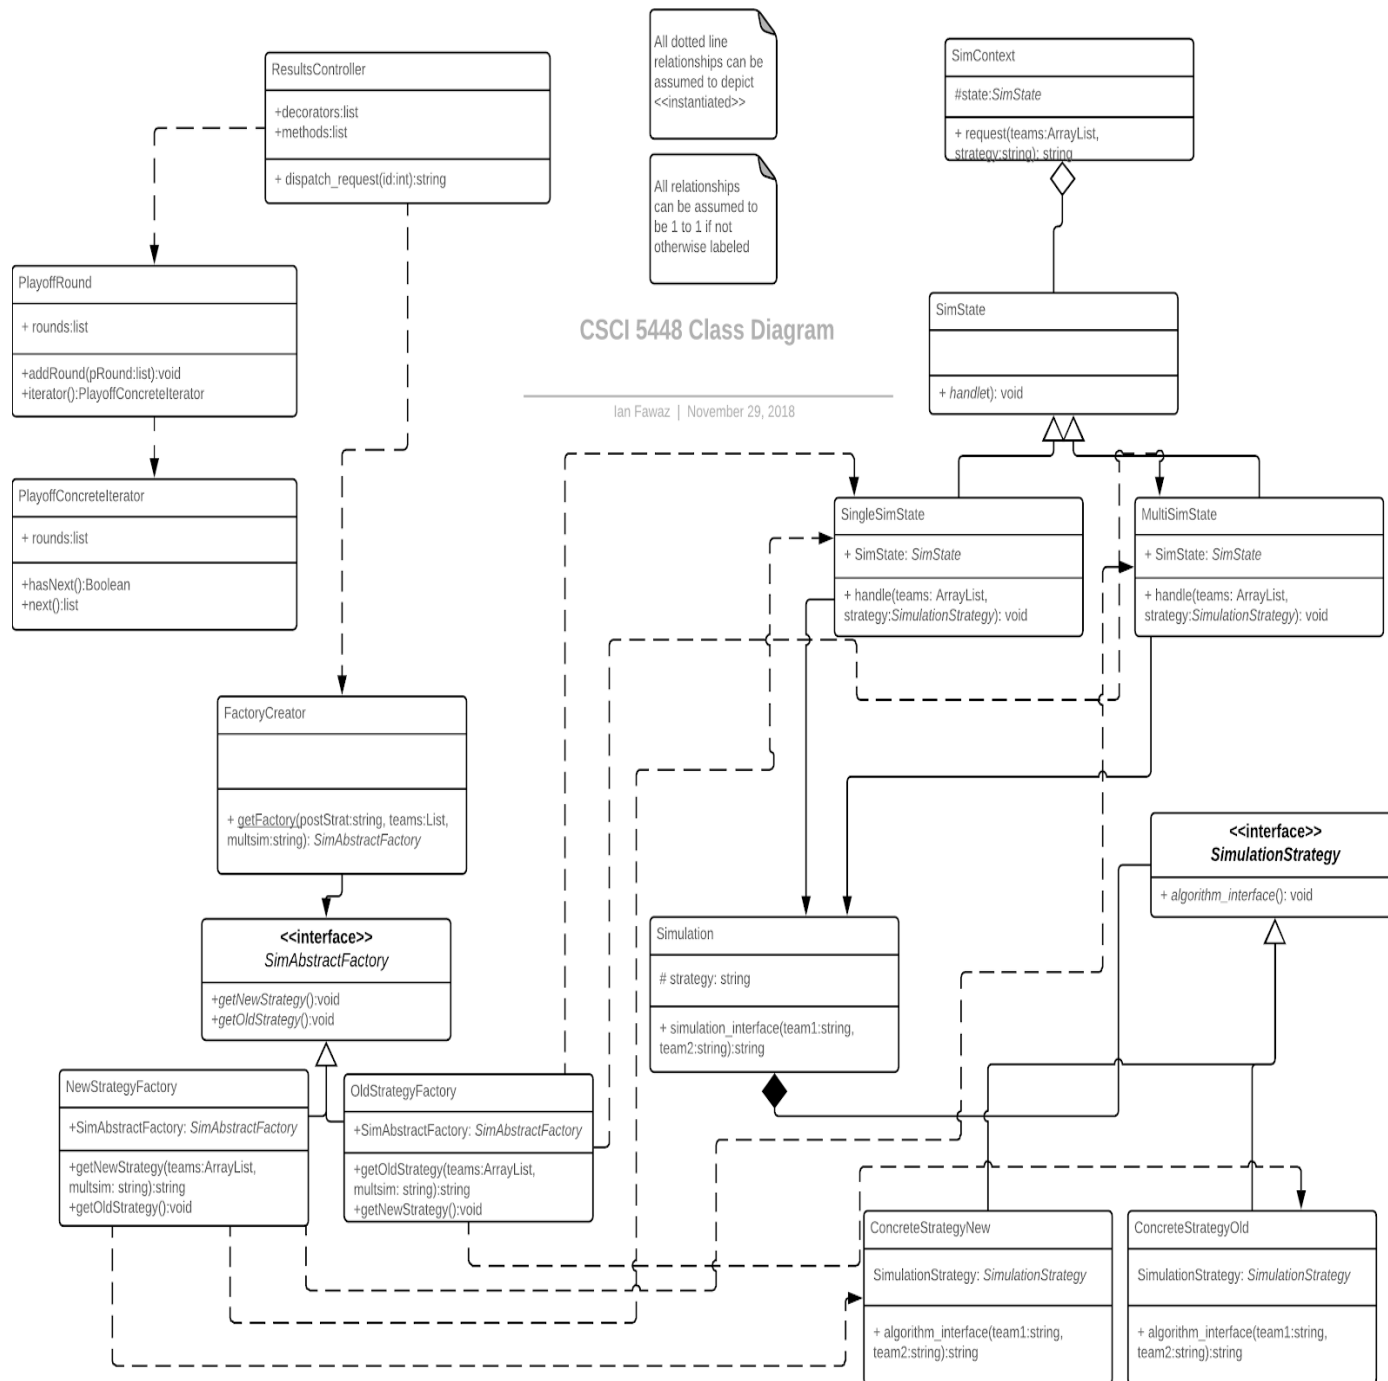 All dotted line
relationships can be
assumed to depict
<<instantiated>>
All relationships
can be assumed to
be 1 to 1 if not
otherwise labeled
CSCI 5448 Class Diagram
Ian Fawaz | November 29, 2018
ResultsController
+decorators:list
+methods:list
+ dispatch_request(id:int):string
SimContext
#state:SimState
+ request(teams:ArrayList,
strategy:string): string
PlayoffRound
+ rounds:list
+addRound(pRound:list):void
+iterator():PlayoffConcreteIterator
SimState
+ handlet): void
PlayoffConcreteIterator
+ rounds:list
+hasNext():Boolean
+next():list
SingleSimState
+ SimState: SimState
+ handle(teams: ArrayList,
strategy:SimulationStrategy): void
MultiSimState
+ SimState: SimState
+ handle(teams: ArrayList,
strategy:SimulationStrategy): void
FactoryCreator
+ getFactory(postStrat:string, teams:List,
multsim:string): SimAbstractFactory
<<interface>>
SimulationStrategy
+ algorithm_interface(): void
<<interface>>
SimAbstractFactory
+getNewStrategy():void
+getOldStrategy():void
Simulation
# strategy: string
+ simulation_interface(team1:string,
team2:string):string
NewStrategyFactory
+SimAbstractFactory: SimAbstractFactory
+getNewStrategy(teams:ArrayList,
multsim: string):string
+getOldStrategy():void
OldStrategyFactory
+SimAbstractFactory: SimAbstractFactory
+getOldStrategy(teams:ArrayList,
multsim: string):string
+getNewStrategy():void
ConcreteStrategyNew
SimulationStrategy: SimulationStrategy
+ algorithm_interface(team1:string,
team2:string):string
ConcreteStrategyOld
SimulationStrategy: SimulationStrategy
+ algorithm_interface(team1:string,
team2:string):string